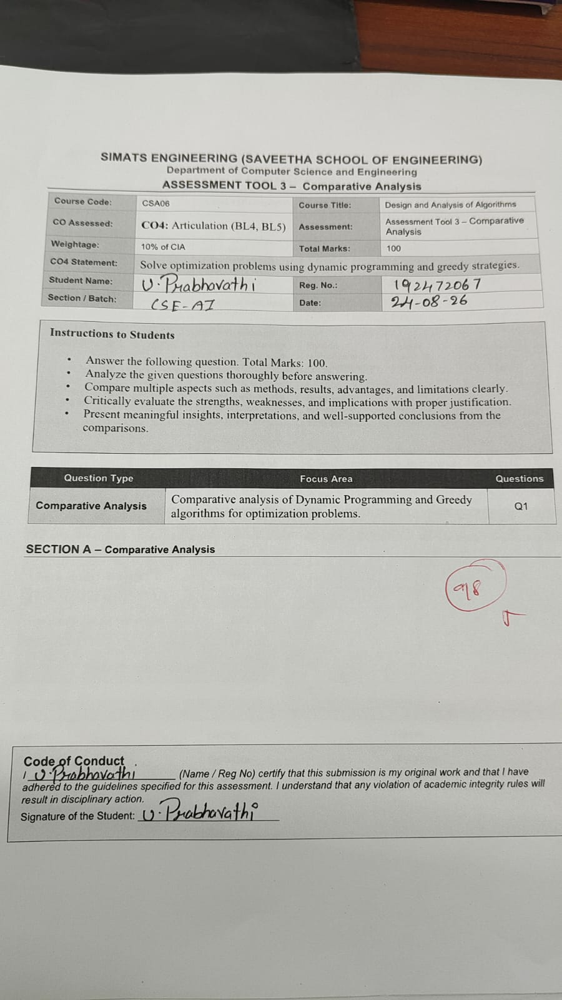 SIMATS ENGINEERING (SAVEETHA SCHOOL OF ENGINEERING)
Department of Computer Science and Engineering
ASSESSMENT TOOL 3 – Comparative Analysis
Course Code: CSA06 Course Title: Design and Analysis of Algorithms
CO Assessed: CO4: Articulation (BL4, BL5) Assessment: Assessment Tool 3 – Comparative
Analysis
Weightage: 10% of CIA Total Marks: 100
CO4 Statement: Solve optimization problems using dynamic programming and greedy strategies.
Student Name: U. Prabhavathi Reg. No.: 192472067
Section / Batch: CSE-AI Date: 24-08-26
Instructions to Students
• Answer the following question. Total Marks: 100.
• Analyze the given questions thoroughly before answering.
• Compare multiple aspects such as methods, results, advantages, and limitations clearly.
• Critically evaluate the strengths, weaknesses, and implications with proper justification.
• Present meaningful insights, interpretations, and well-supported conclusions from the
comparisons.
Question Type Focus Area Questions
Comparative Analysis Comparative analysis of Dynamic Programming and Greedy Q1
algorithms for optimization problems.
SECTION A – Comparative Analysis
98
Code of Conduct
I U. Prabhavathi (Name / Reg No) certify that this submission is my original work and that I have
adhered to the guidelines specified for this assessment. I understand that any violation of academic integrity rules will
result in disciplinary action.
Signature of the Student: U. Prabhavathi